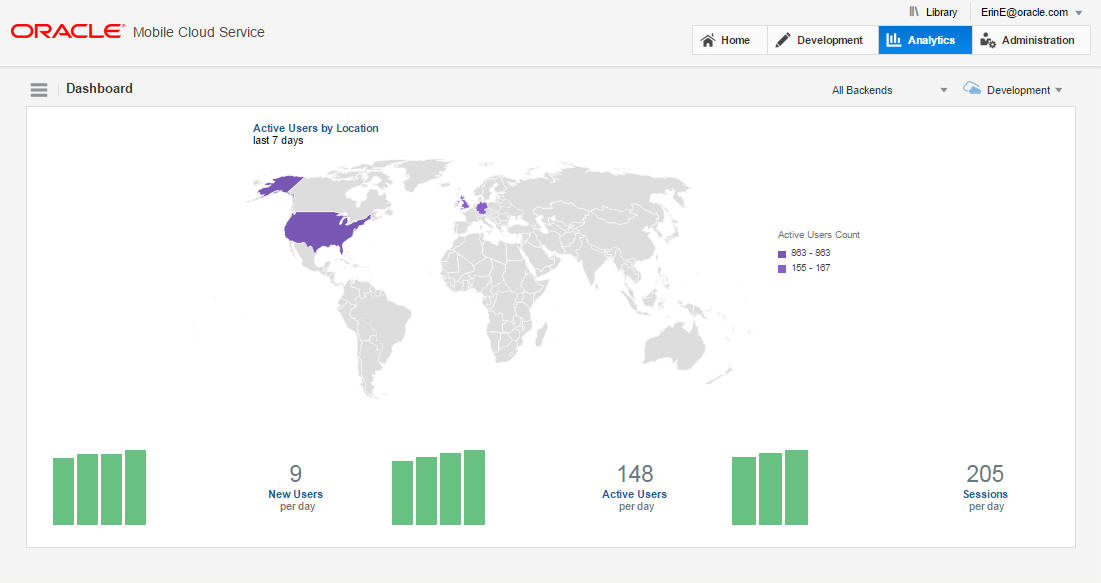 Library
ErinE@oracle.com
ORACLE® Mobile Cloud Service
Home
Development
Analytics
Administration
Dashboard
All Backends
Development
Active Users by Location
last 7 days
Active Users Count
863 - 863
155 - 167
9
New Users
per day
148
Active Users
per day
205
Sessions
per day